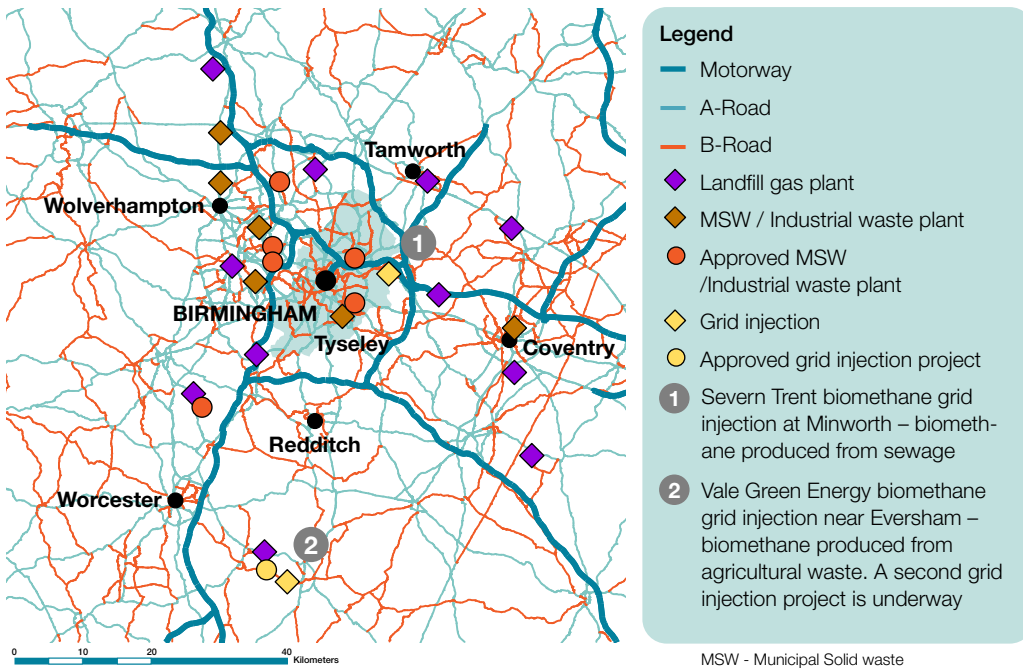 Tamworth
Wolverhampton
1
BIRMINGHAM
Tyseley
Coventry
Redditch
Worcester
2
0 10 20 40
Kilometers
Legend
Motorway
A-Road
B-Road
Landfill gas plant
MSW / Industrial waste plant
Approved MSW
/Industrial waste plant
Grid injection
Approved grid injection project
1 Severn Trent biomethane grid
injection at Minworth – biometh-
ane produced from sewage
2 Vale Green Energy biomethane
grid injection near Eversham –
biomethane produced from
agricultural waste. A second grid
injection project is underway
MSW - Municipal Solid waste